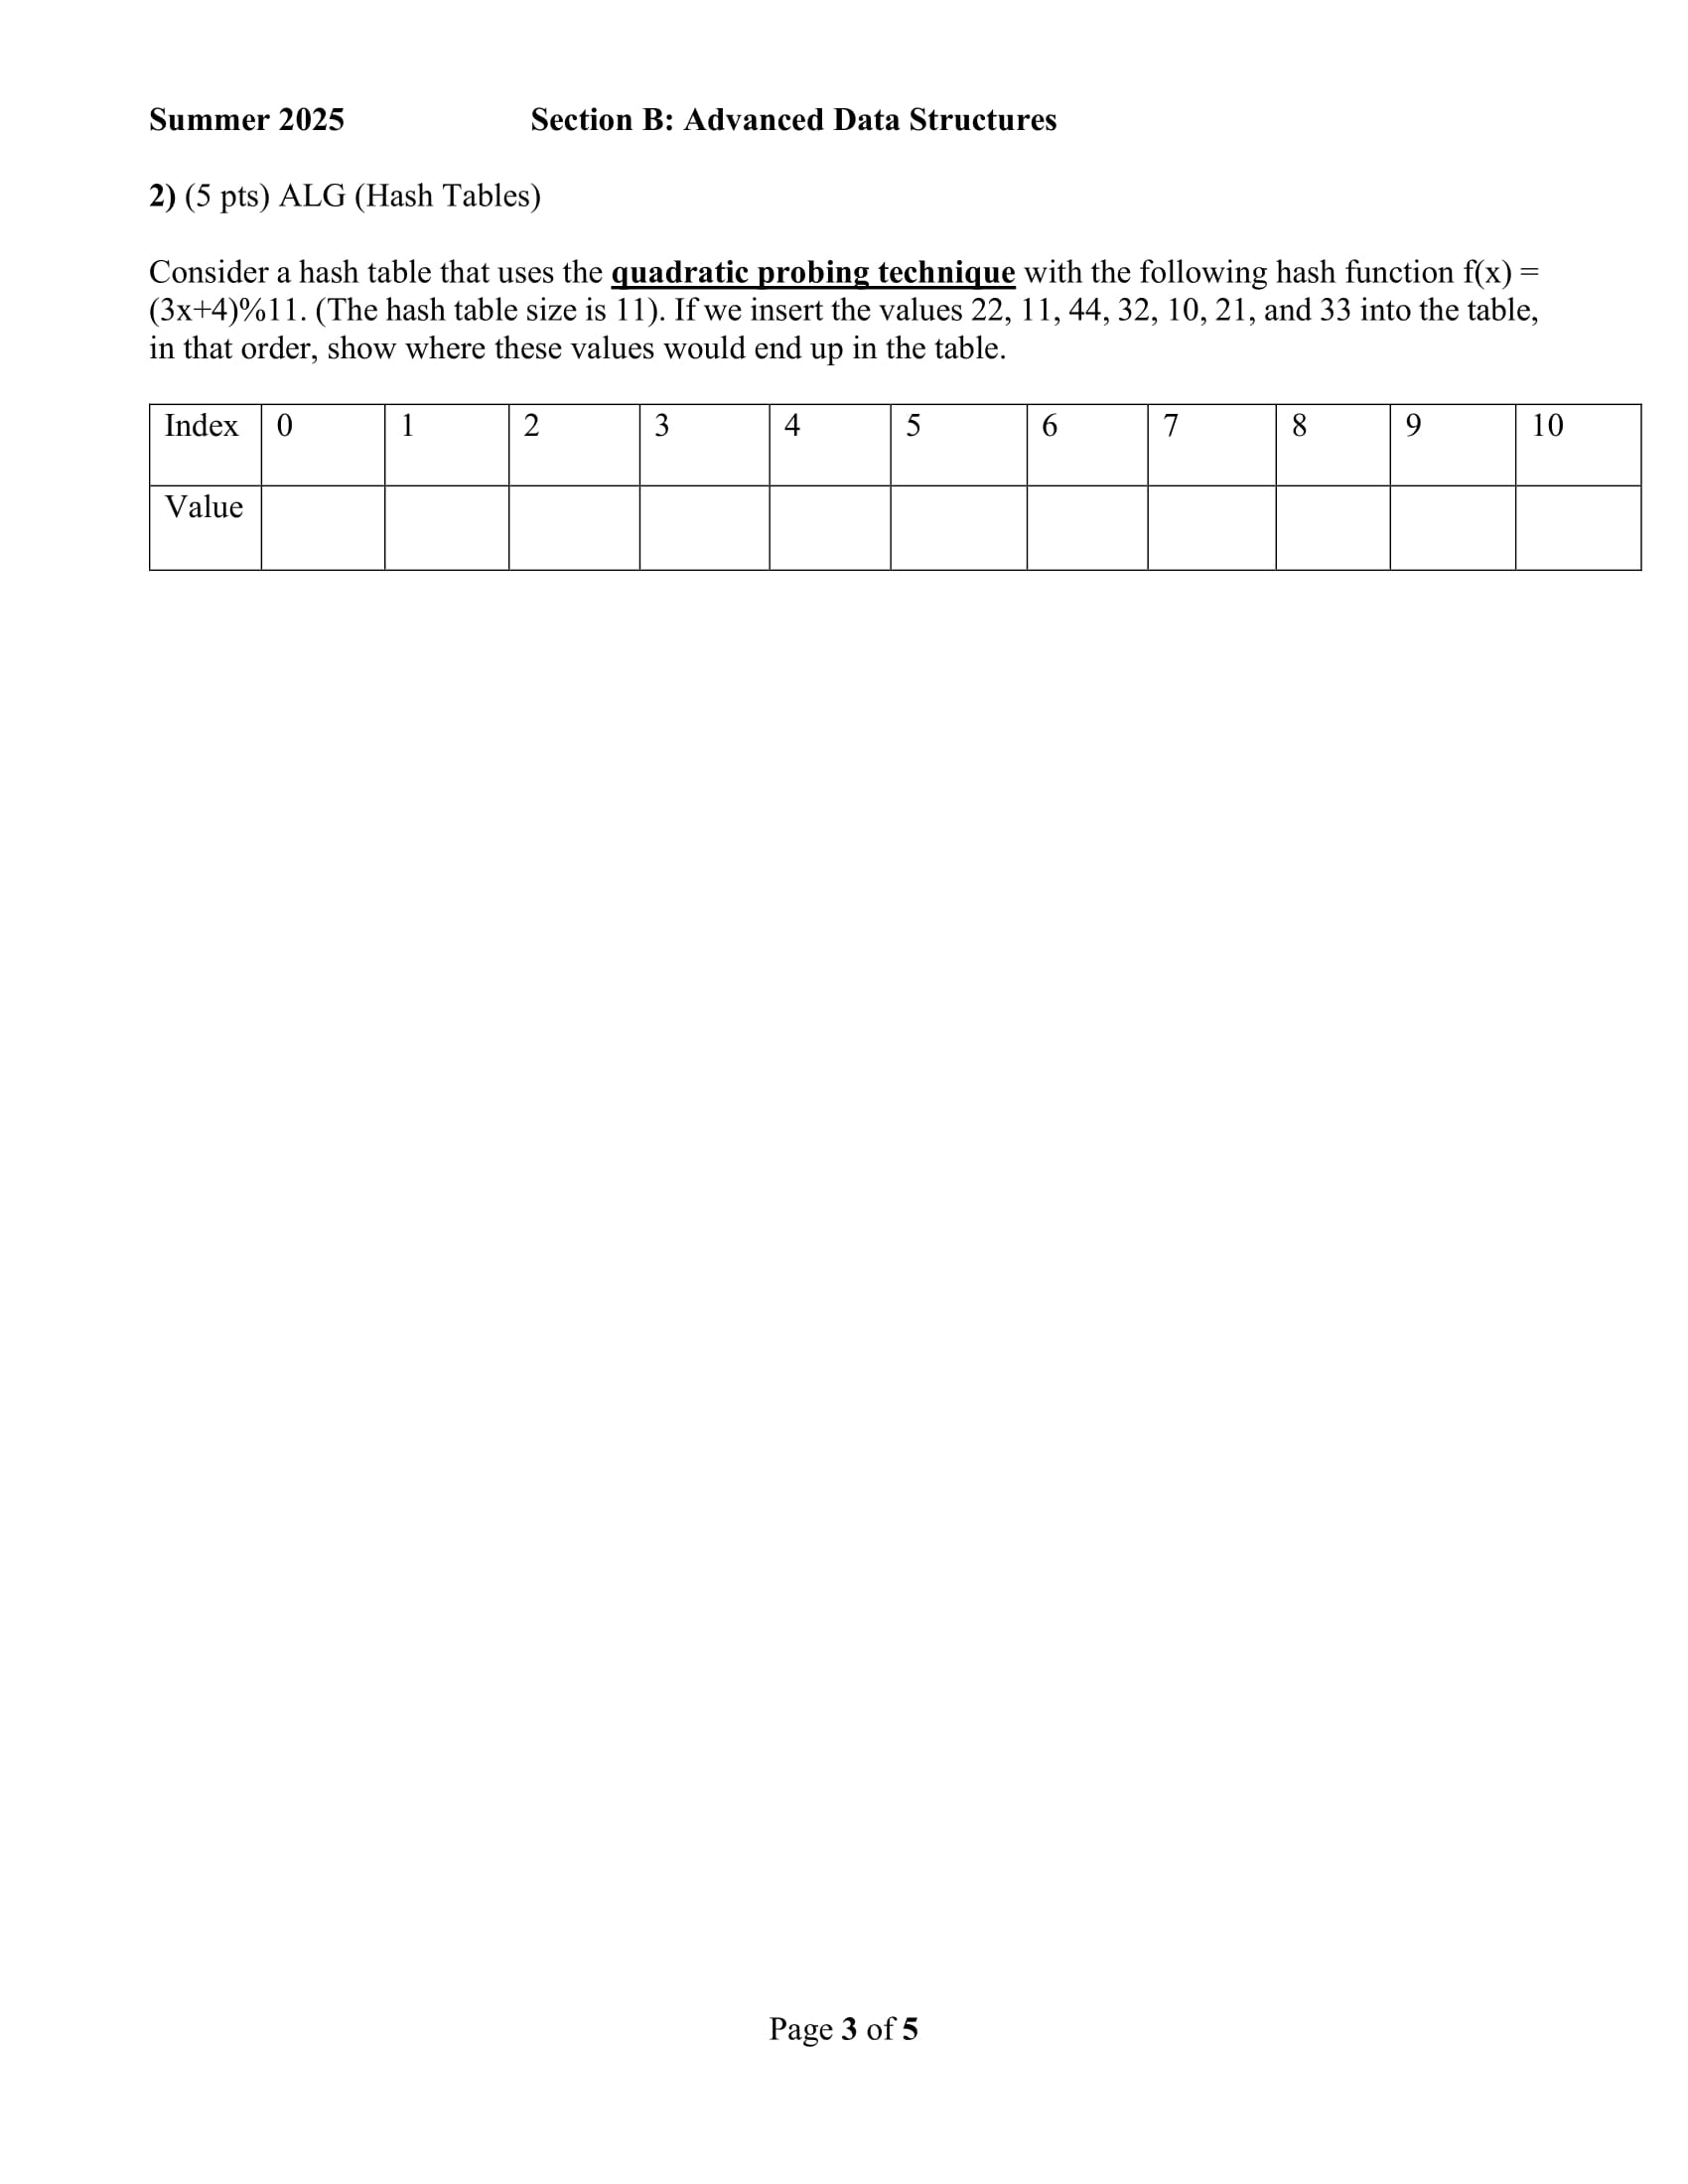 Summer 2025 Section B: Advanced Data Structures
2) (5 pts) ALG (Hash Tables)
Consider a hash table that uses the quadratic probing technique with the following hash function f(x) =
(3x+4)%11. (The hash table size is 11). If we insert the values 22, 11, 44, 32, 10, 21, and 33 into the table,
in that order, show where these values would end up in the table.
Index 0 1 2 3 4 5 6 7 8 9 10
Value
Page 3 of 5